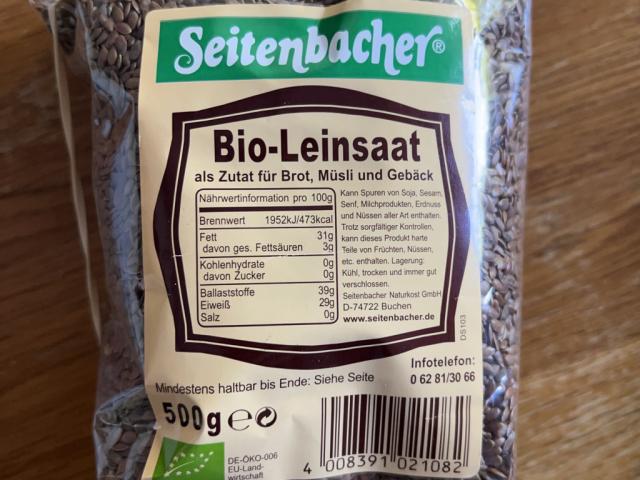 Seitenbacher®
Bio-Leinsaat
als Zutat für Brot, Müsli und Gebäck
Nährwertinformation pro 100g
Brennwert 1952kJ/473kcal
Fett 31g
davon ges. Fettsäuren 3g
Kohlenhydrate 0g
davon Zucker 0g
Ballaststoffe 39g
Eiweiß 29g
Salz 0g
Kann Spuren von Soja, Sesam,
Senf, Milchprodukten, Erdnuss
und Nüssen aller Art enthalten.
Trotz sorgfältiger Kontrollen,
kann dieses Produkt harte
Teile von Früchten, Nüssen,
etc. enthalten. Lagerung:
Kühl, trocken und immer gut
verschlossen.
Seitenbacher Naturkost GmbH
D-74722 Buchen
www.seitenbacher.de
DS103
Infotelefon:
0 62 81/30 66
Mindestens haltbar bis Ende: Siehe Seite
500g e
DE-ÖKO-006
EU-Land-
wirtschaft
4 008391 021082